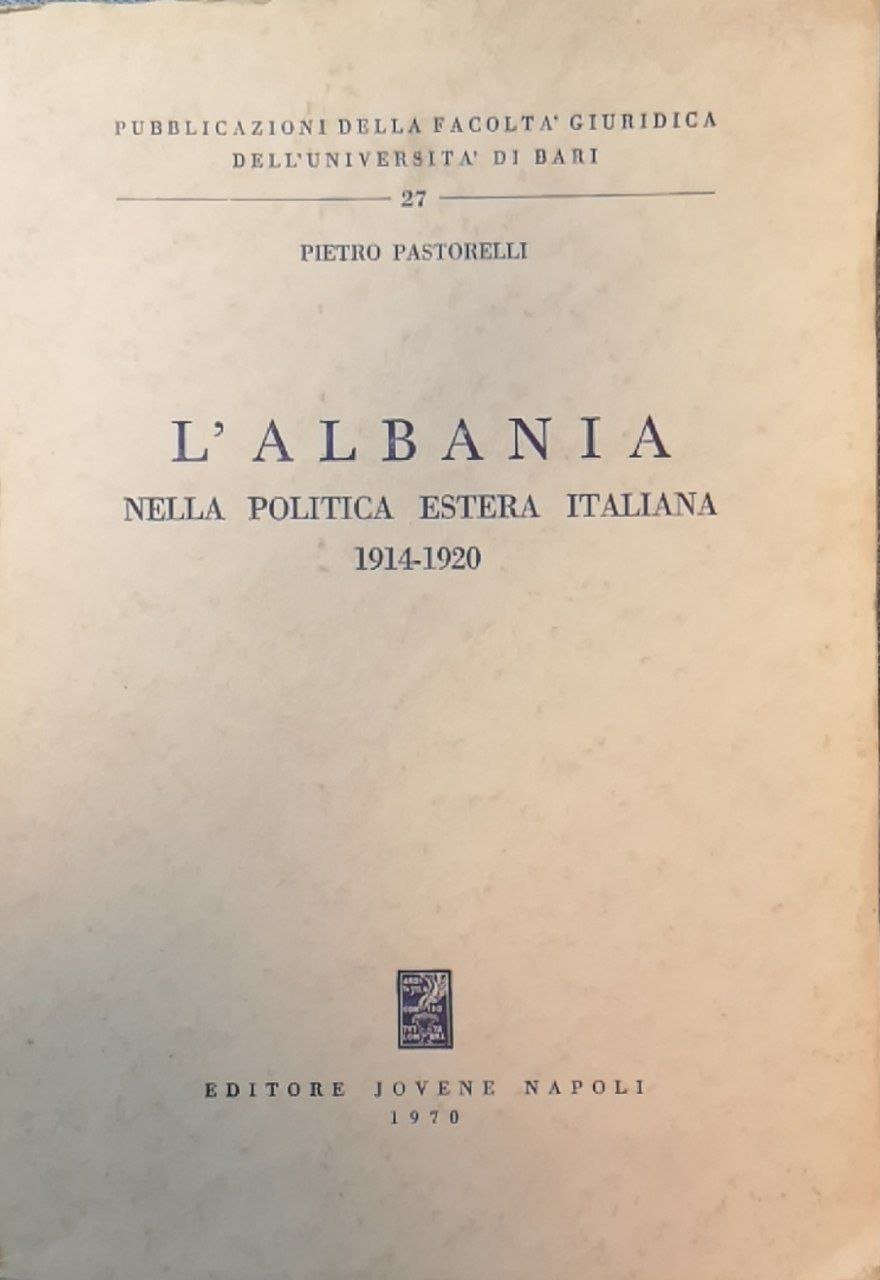 PUBBLICAZIONI DELLA FACOLTA' GIURIDICA
DELL'UNIVERSITA' DI BARI
27
PIETRO PASTORELLI
L'ALBANIA
NELLA POLITICA ESTERA ITALIANA
1914-1920
EDITORE JOVENE NAPOLI
1970